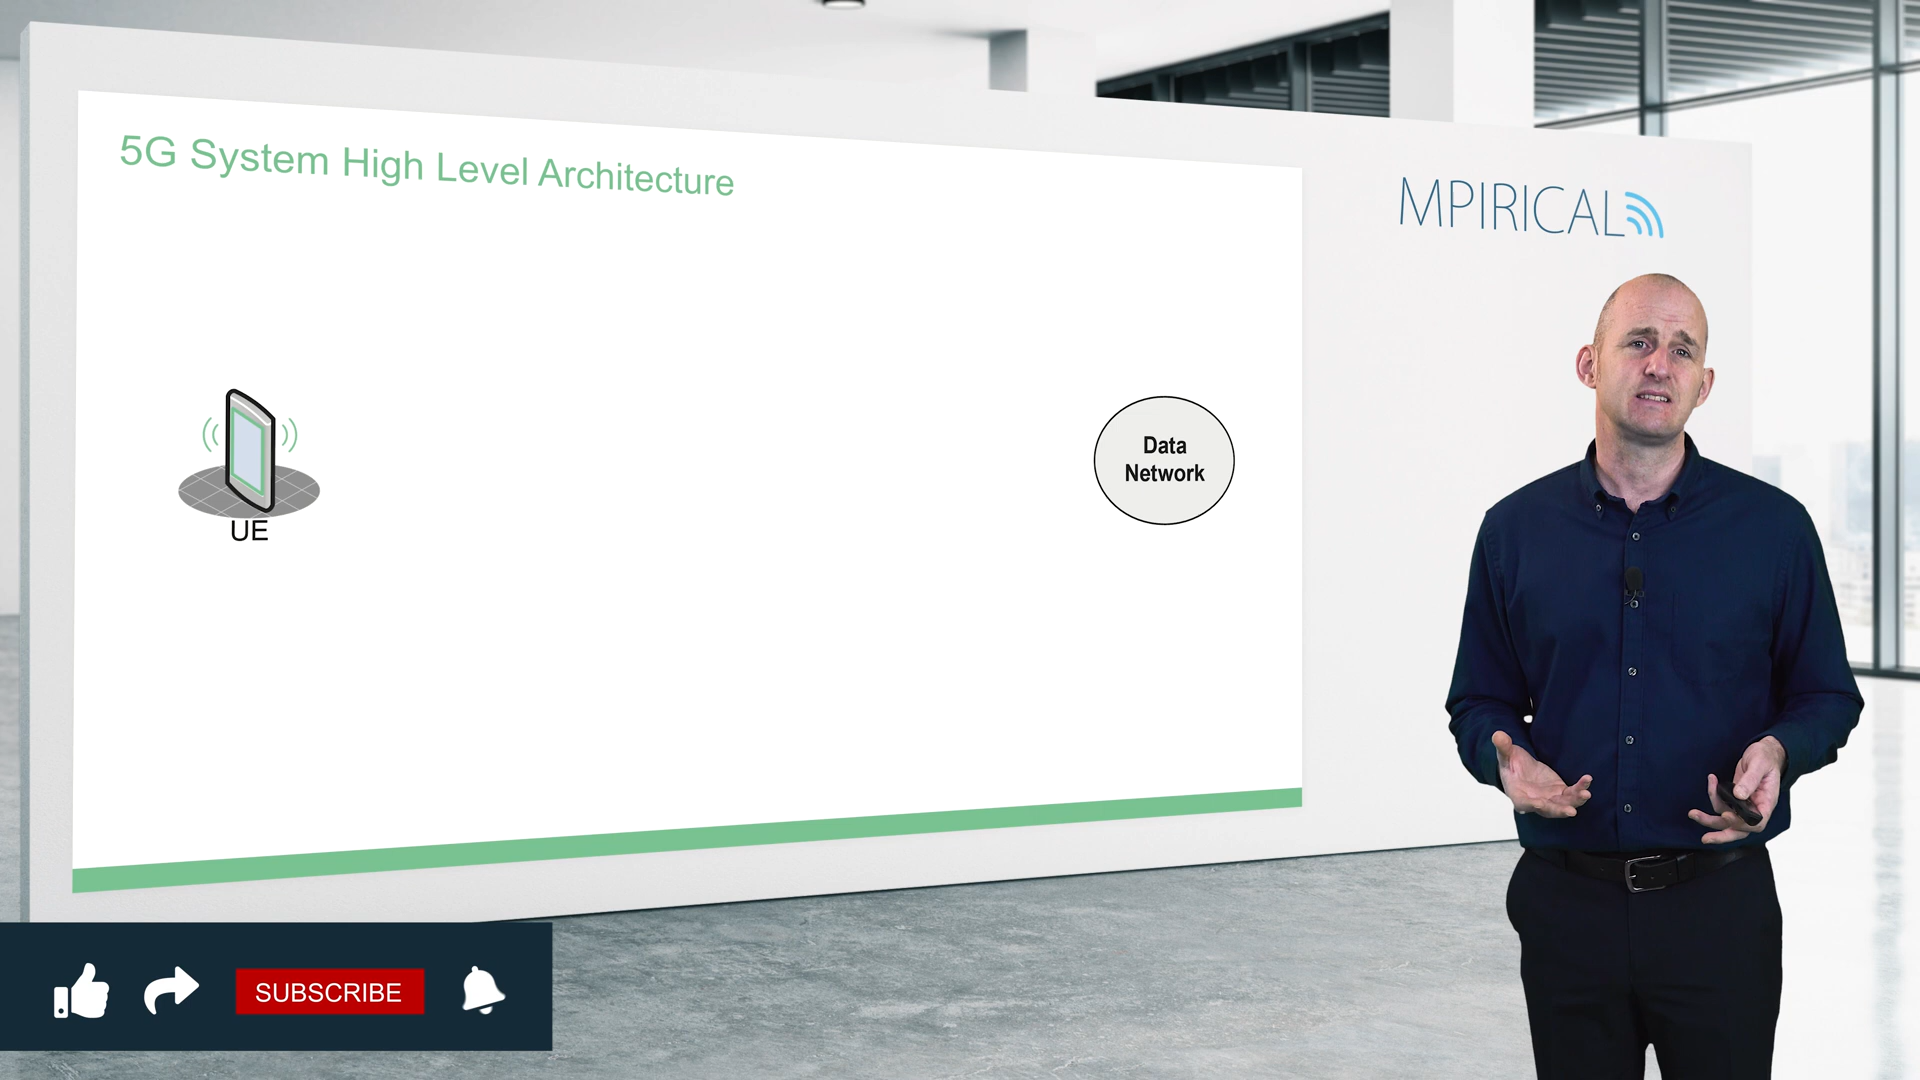 5G System High Level Architecture
MPIRICAL
UE
Data
Network
SUBSCRIBE